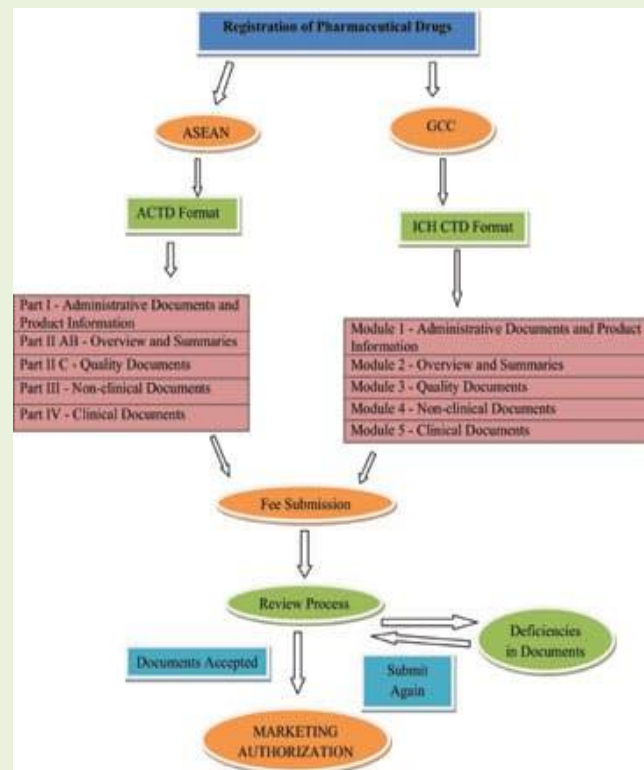 Registration of Pharmaceutical Drugs
ASEAN
GCC
ACTD Format
ICH CTD Format
Part I - Administrative Documents and
Product Information
Part II AB - Overview and Summaries
Part II C - Quality Documents
Part III - Non-clinical Documents
Part IV - Clinical Documents
Module 1 - Administrative Documents and Product
Information
Module 2 - Overview and Summaries
Module 3 - Quality Documents
Module 4 - Non-clinical Documents
Module 5 - Clinical Documents
Fee Submission
Review Process
Deficiencies
in Documents
Documents Accepted
Submit
Again
MARKETING
AUTHORIZATION